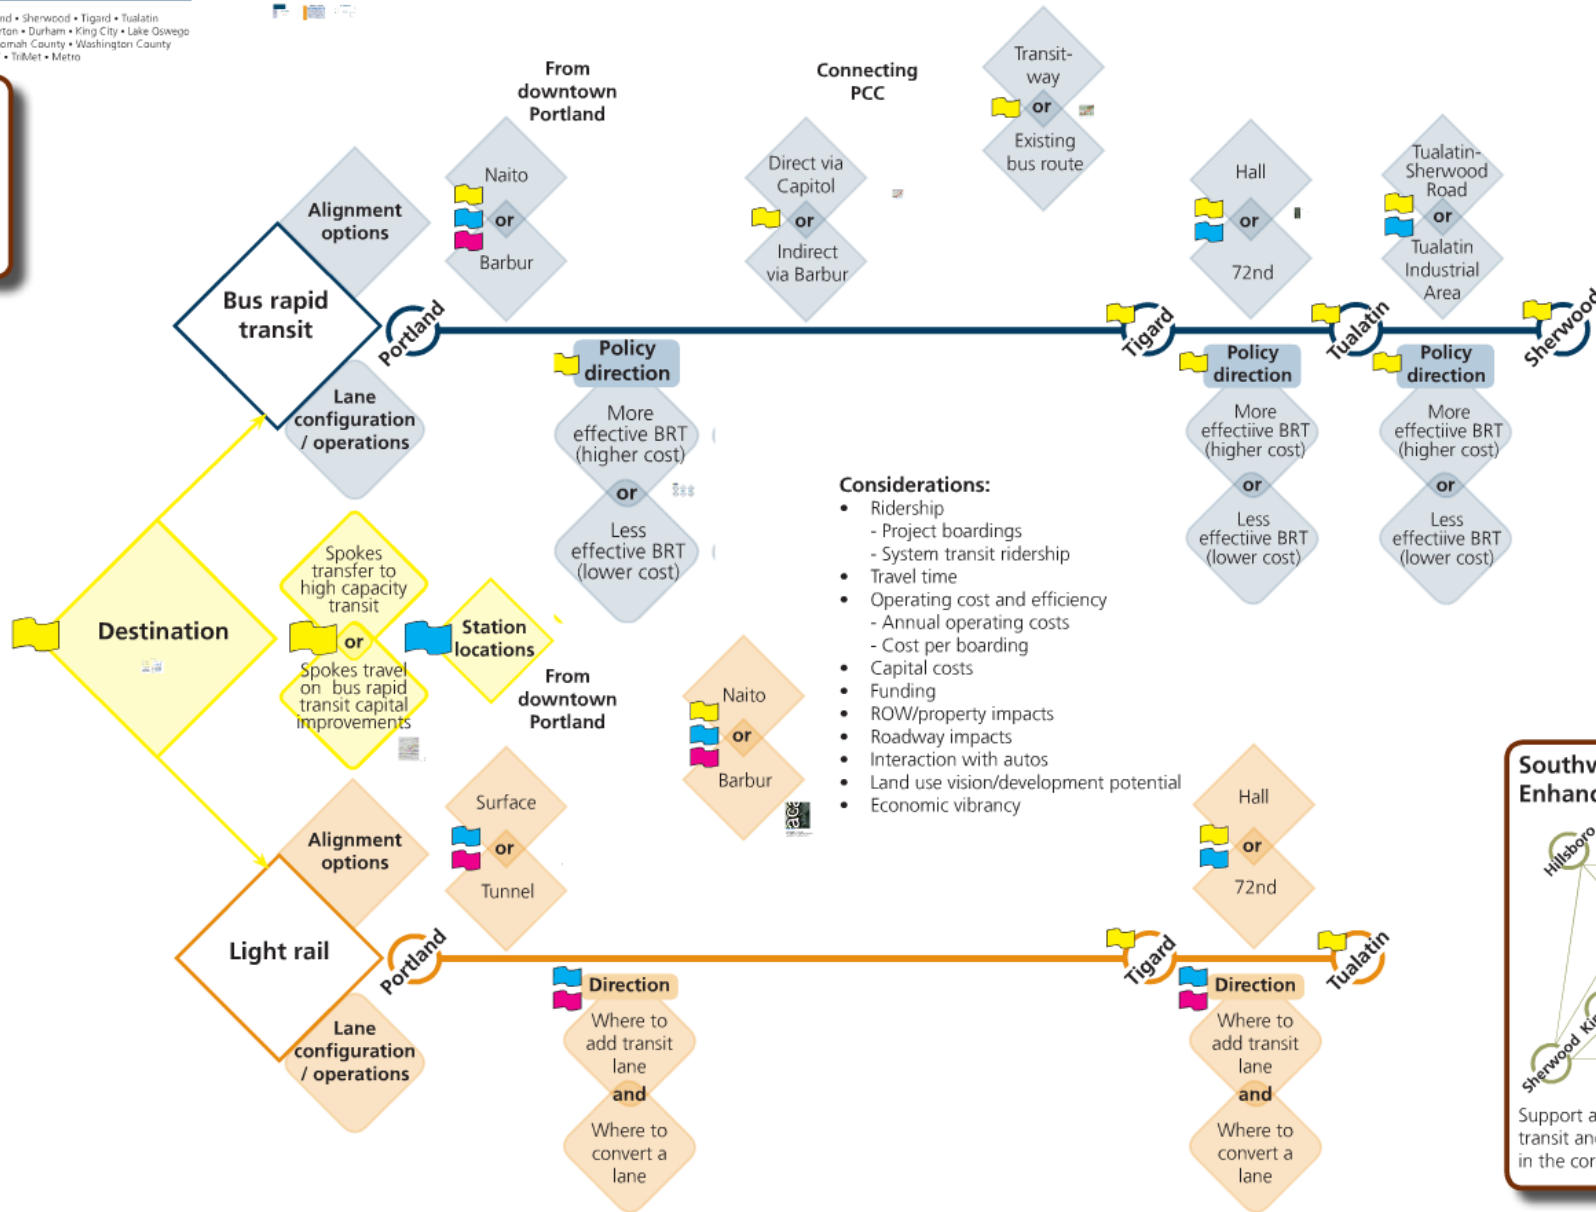 Sherwood • Tigard • Tualatin
Durham • King City • Lake Oswego
County • Washington County
• TriMet • Metro
From
downtown
Portland
Connecting
PCC
Transit-
way
or
Existing
bus route
Alignment
options
Naito
or
Barbur
Direct via
Capitol
or
Indirect
via Barbur
Hall
or
72nd
Tualatin-
Sherwood
Road
or
Tualatin
Industrial
Area
Bus rapid
transit
Portland
Tigard
Tualatin
Sherwood
Lane
configuration
/ operations
Policy
direction
More
effective BRT
(higher cost)
or
Less
effective BRT
(lower cost)
Policy
direction
More
effectiive BRT
(higher cost)
or
Less
effectiive BRT
(lower cost)
Policy
direction
More
effectiive BRT
(higher cost)
or
Less
effectiive BRT
(lower cost)
Destination
Spokes
transfer to
high capacity
transit
or
Spokes travel
on bus rapid
transit capital
improvements
Station
locations
Considerations:
• Ridership
- Project boardings
- System transit ridership
• Travel time
• Operating cost and efficiency
- Annual operating costs
- Cost per boarding
• Capital costs
• Funding
• ROW/property impacts
• Roadway impacts
• Interaction with autos
• Land use vision/development potential
• Economic vibrancy
From
downtown
Portland
Naito
or
Barbur
Alignment
options
Surface
or
Tunnel
Hall
or
72nd
Light rail
Portland
Tigard
Tualatin
Lane
configuration
/ operations
Direction
Where to
add transit
lane
and
Where to
convert a
lane
Direction
Where to
add transit
lane
and
Where to
convert a
lane
Hillsboro
Sherwood
Support
transit
in the